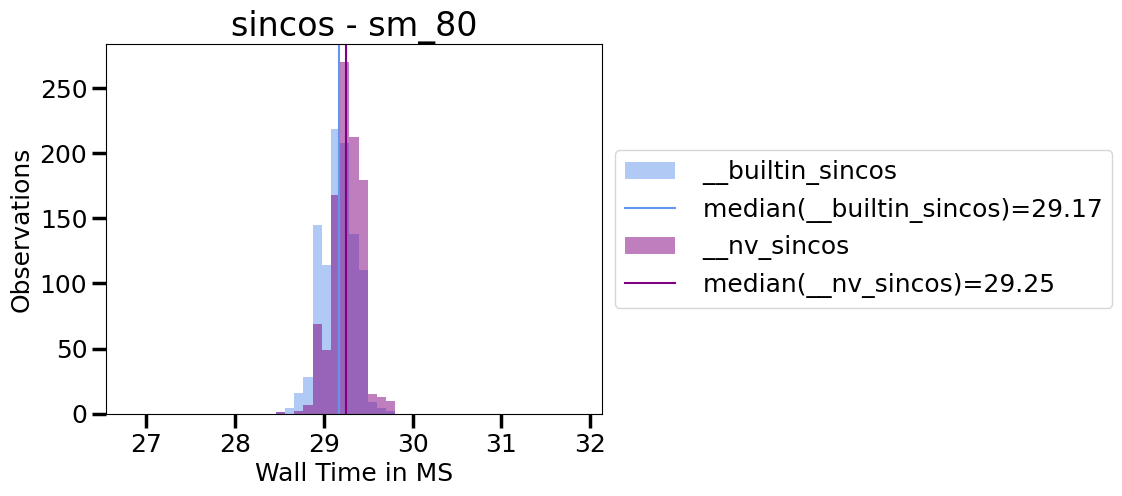 sincos - sm_80
250
200
150
100
50
0
Observations
27 28 29 30 31 32
Wall Time in MS
__builtin_sincos
median(__builtin_sincos)=29.17
__nv_sincos
median(__nv_sincos)=29.25